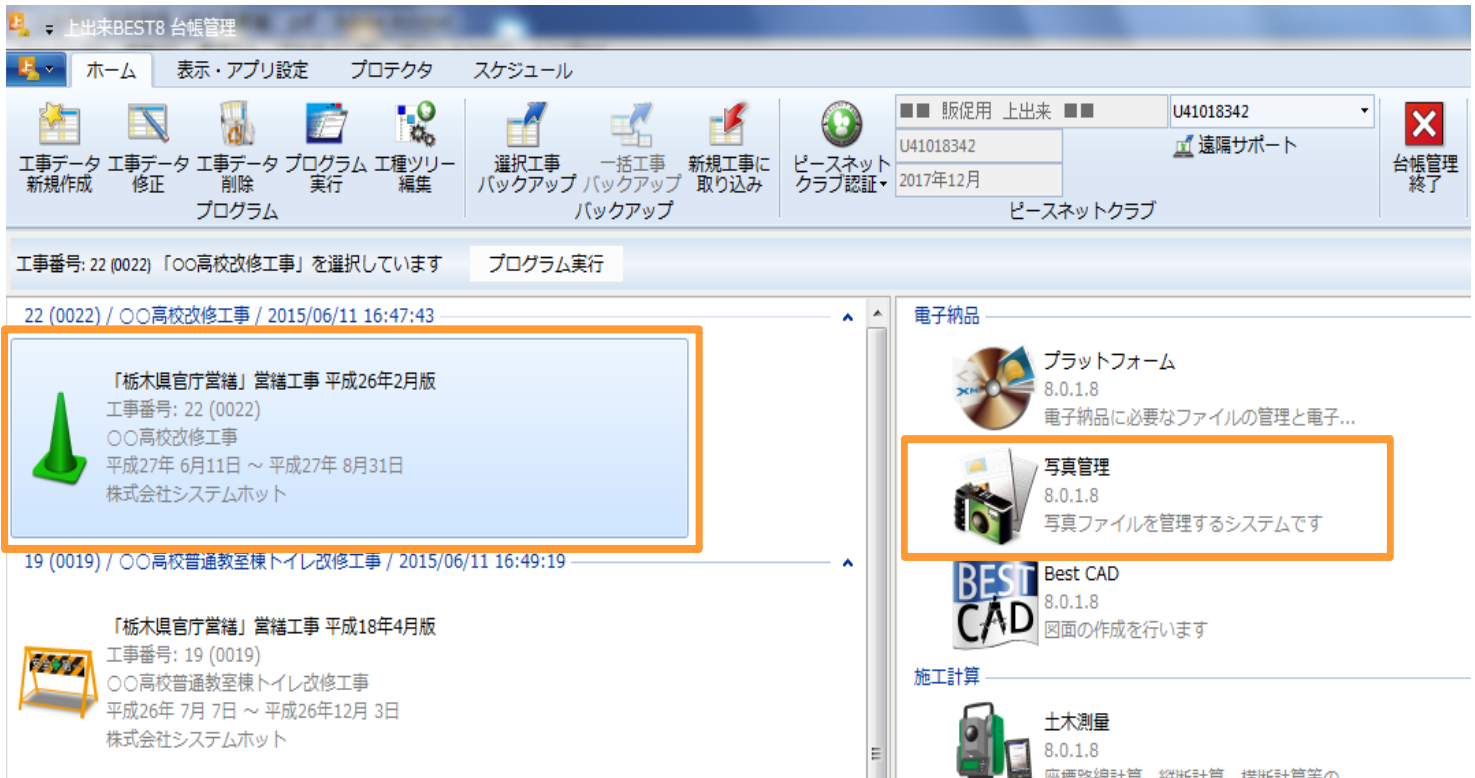 上出来BEST8 台帳管理
ホーム 表示・アプリ設定 プロテクタ スケジュール
工事データ新規作成
工事データ修正
工事データ削除
プログラム実行
工種ツリー編集
プログラム
選択工事バックアップ
一括工事バックアップ
新規工事に取り込み
バックアップ
ピースネットクラブ認証
■■ 販促用 上出来 ■■
U41018342
U41018342
遠隔サポート
2017年12月
ピースネットクラブ
台帳管理終了
工事番号: 22 (0022) 「○○高校改修工事」を選択しています プログラム実行
22 (0022) / ○○高校改修工事 / 2015/06/11 16:47:43
「栃木県官庁営繕」営繕工事 平成26年2月版
工事番号: 22 (0022)
○○高校改修工事
平成27年 6月11日 ～ 平成27年 8月31日
株式会社システムホット
19 (0019) / ○○高校普通教室棟トイレ改修工事 / 2015/06/11 16:49:19
「栃木県官庁営繕」営繕工事 平成18年4月版
工事番号: 19 (0019)
○○高校普通教室棟トイレ改修工事
平成26年 7月 7日 ～ 平成26年12月 3日
株式会社システムホット
電子納品
プラットフォーム
8.0.1.8
電子納品に必要なファイルの管理と電子...
写真管理
8.0.1.8
写真ファイルを管理するシステムです
BEST
CAD
Best CAD
8.0.1.8
図面の作成を行います
施工計算
土木測量
8.0.1.8
座標路線計算、縦断計算、横断計算等の